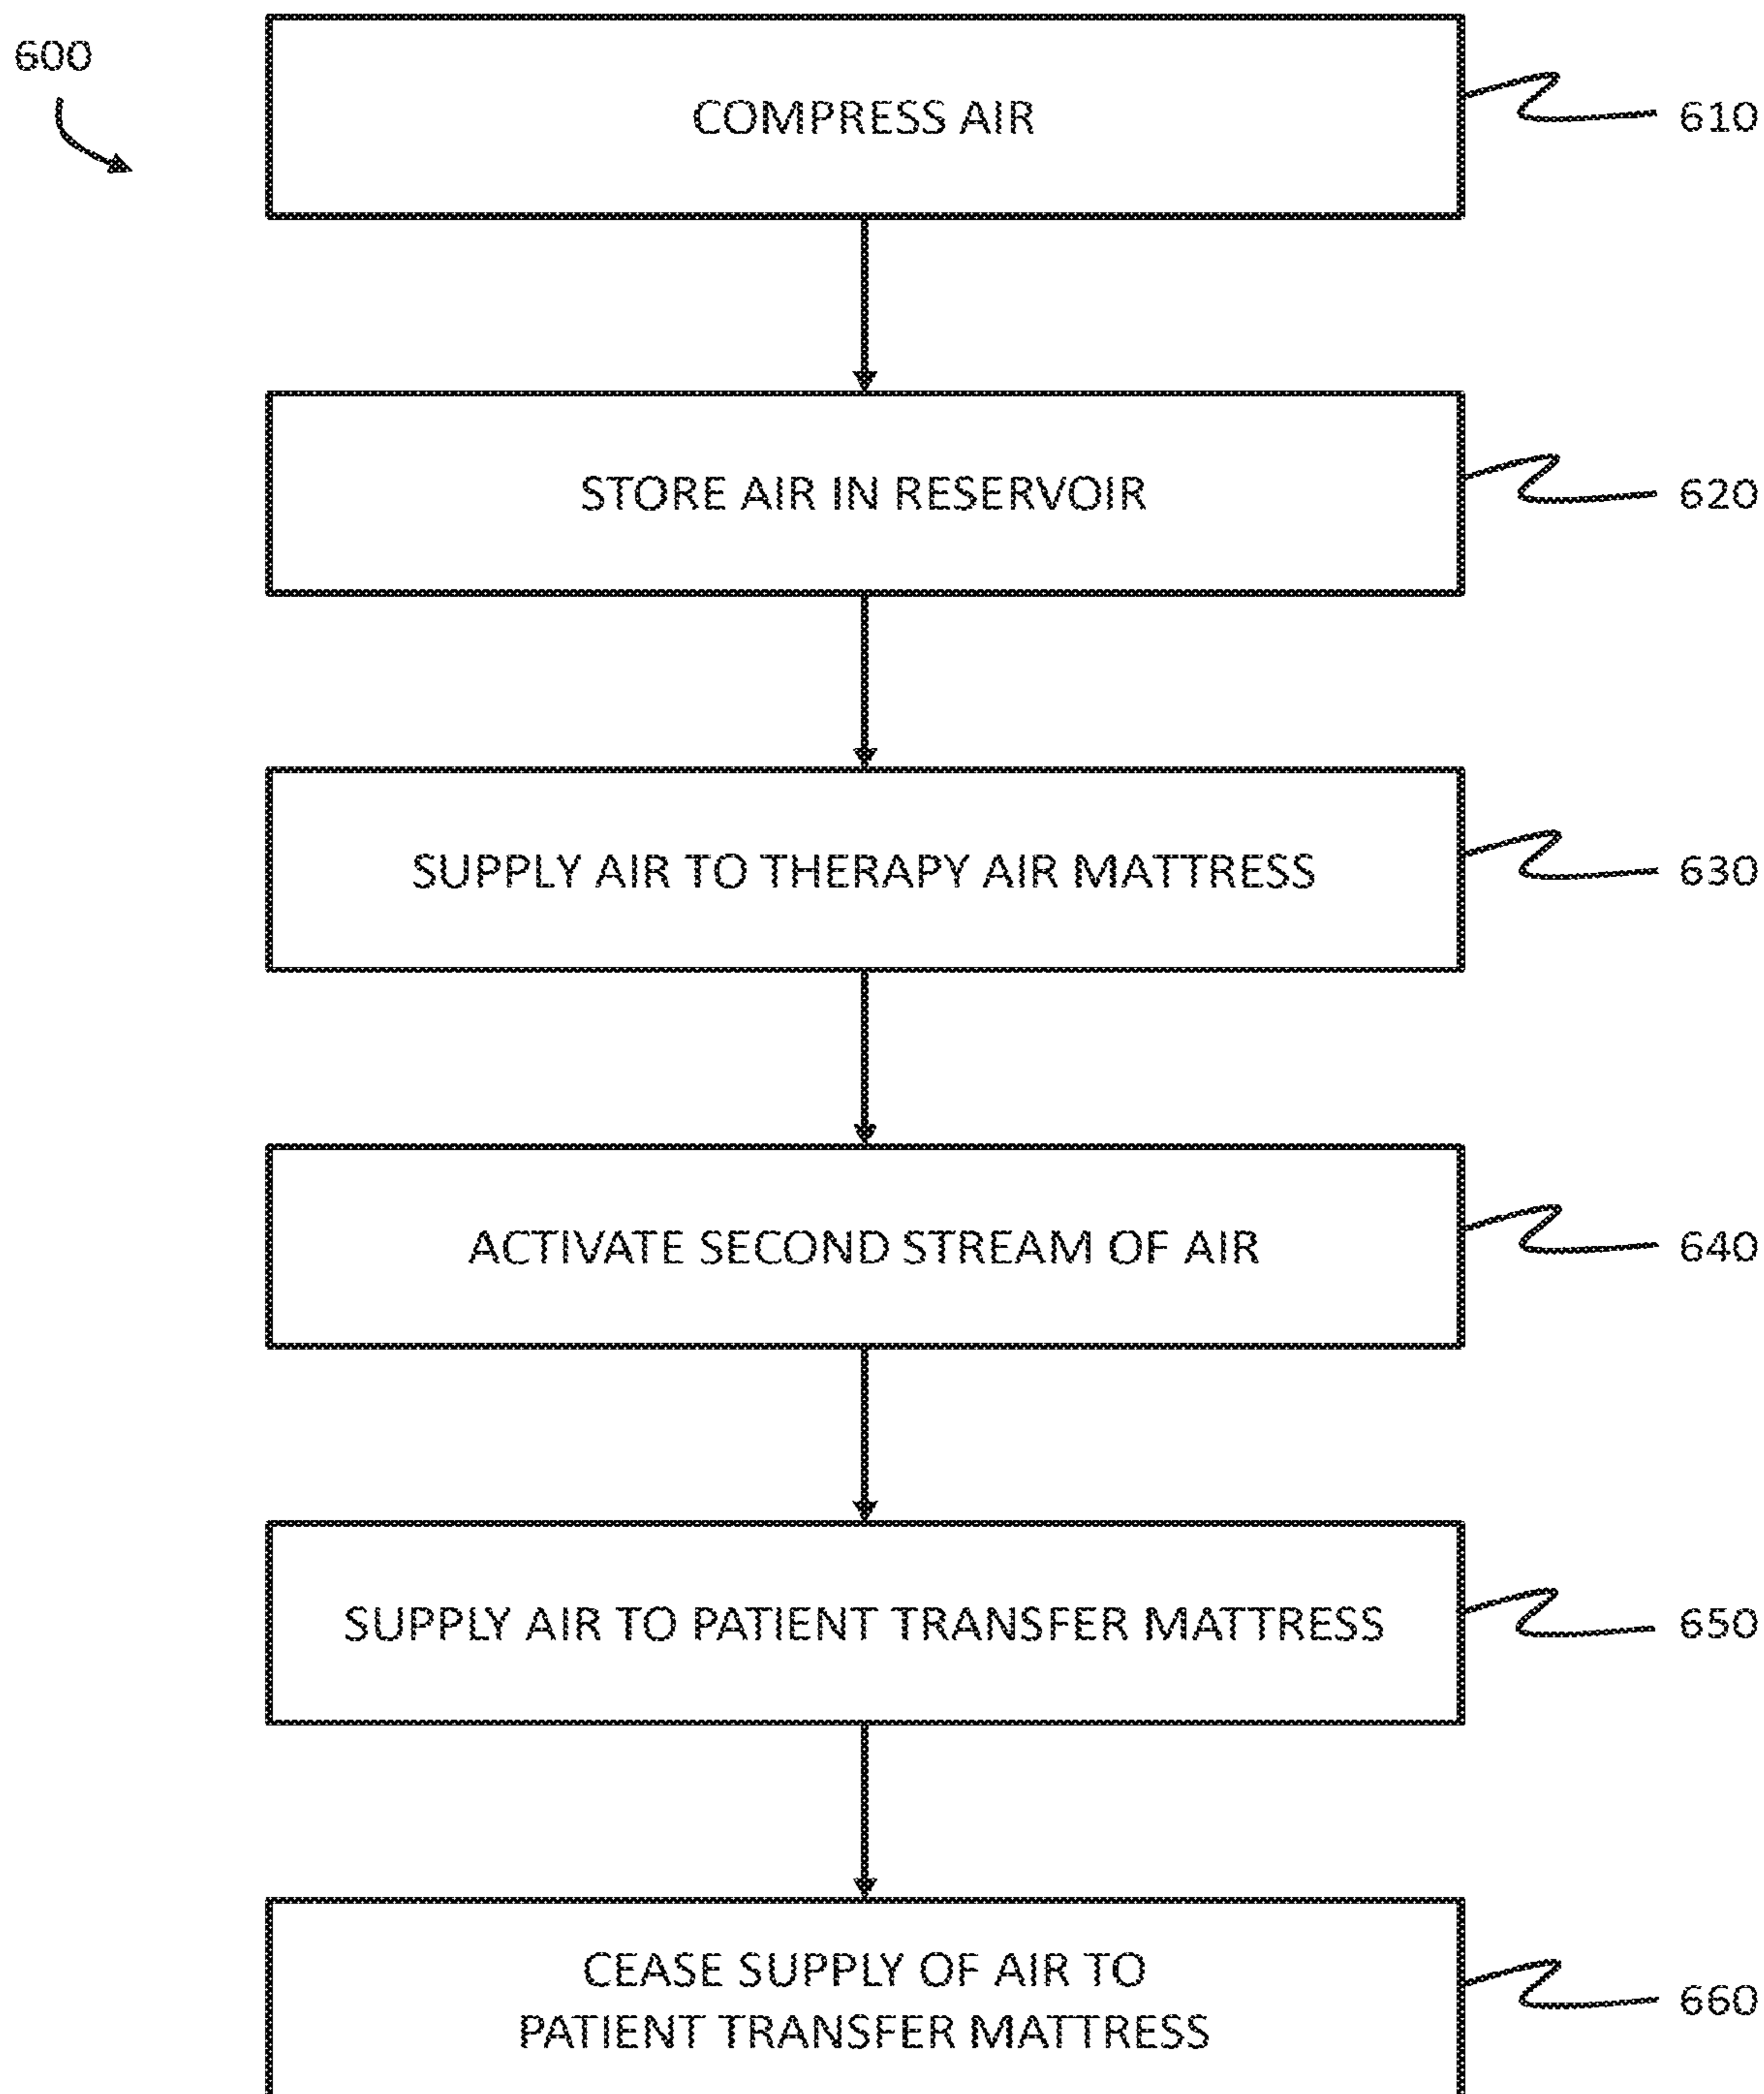 600
COMPRESS AIR
610
STORE AIR IN RESERVOIR
620
SUPPLY AIR TO THERAPY AIR MATTRESS
630
ACTIVATE SECOND STREAM OF AIR
640
SUPPLY AIR TO PATIENT TRANSFER MATTRESS
650
CEASE SUPPLY OF AIR TO
PATIENT TRANSFER MATTRESS
660